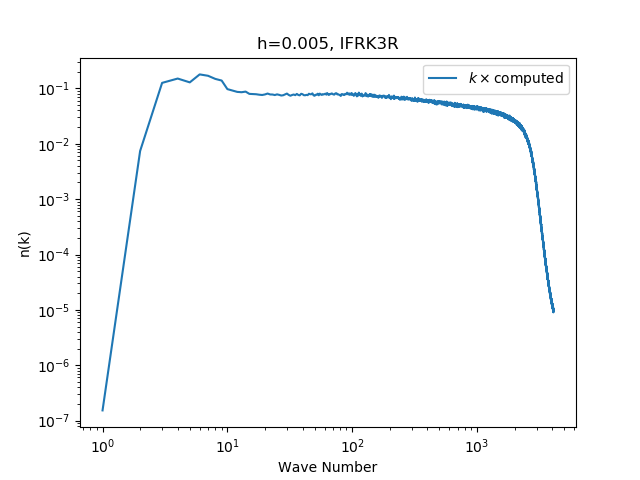 h=0.005, IFRK3R
k × computed
n(k)
10⁻¹
10⁻²
10⁻³
10⁻⁴
10⁻⁵
10⁻⁶
10⁻⁷
10⁰ 10¹ 10² 10³
Wave Number